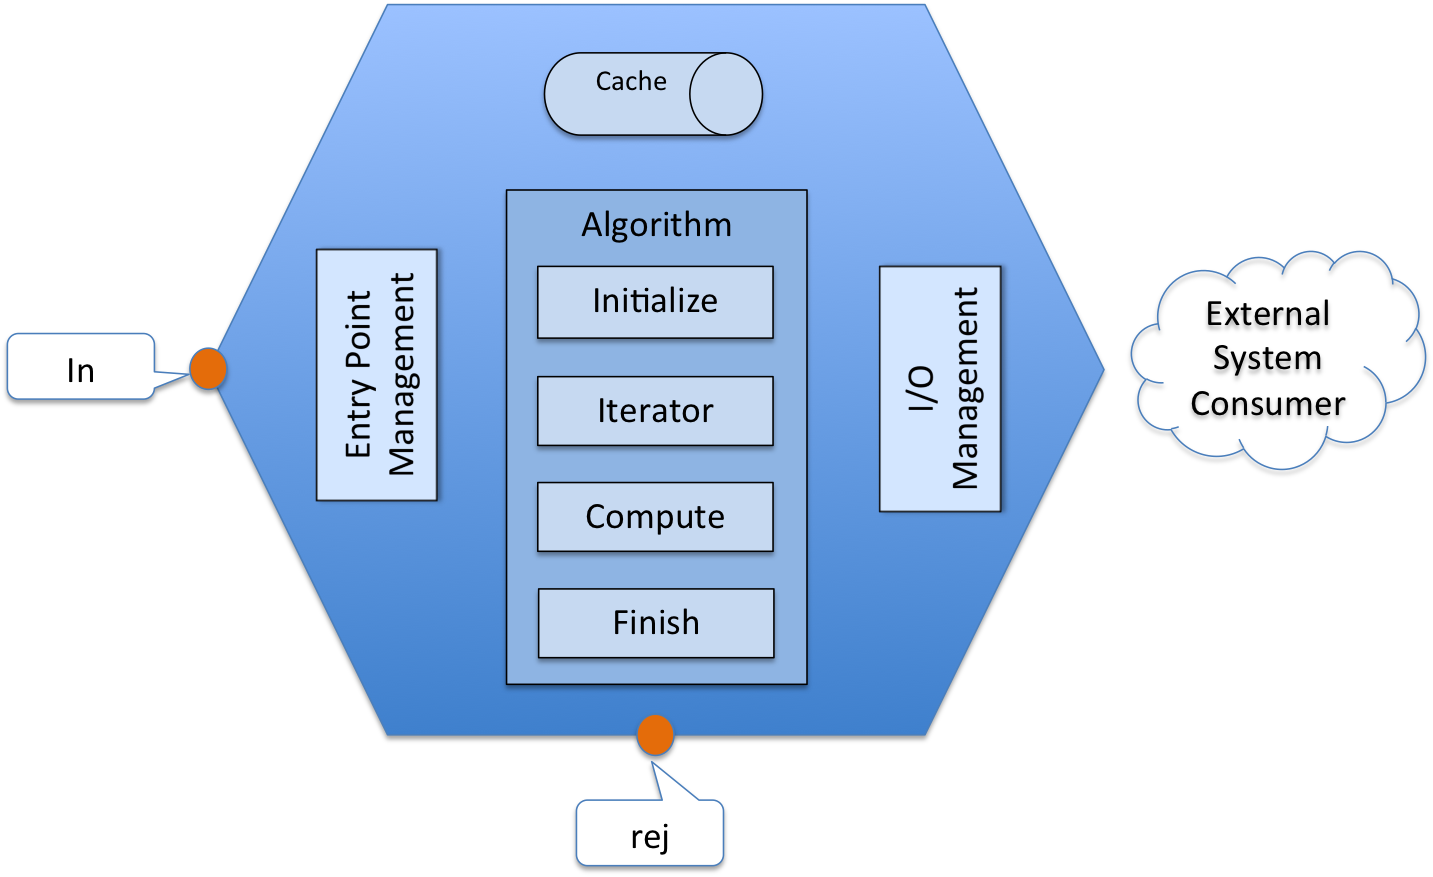 Cache
Algorithm
Initialize
Iterator
Compute
Finish
Entry Point
Management
I/O
Management
In
External
System
Consumer
rej